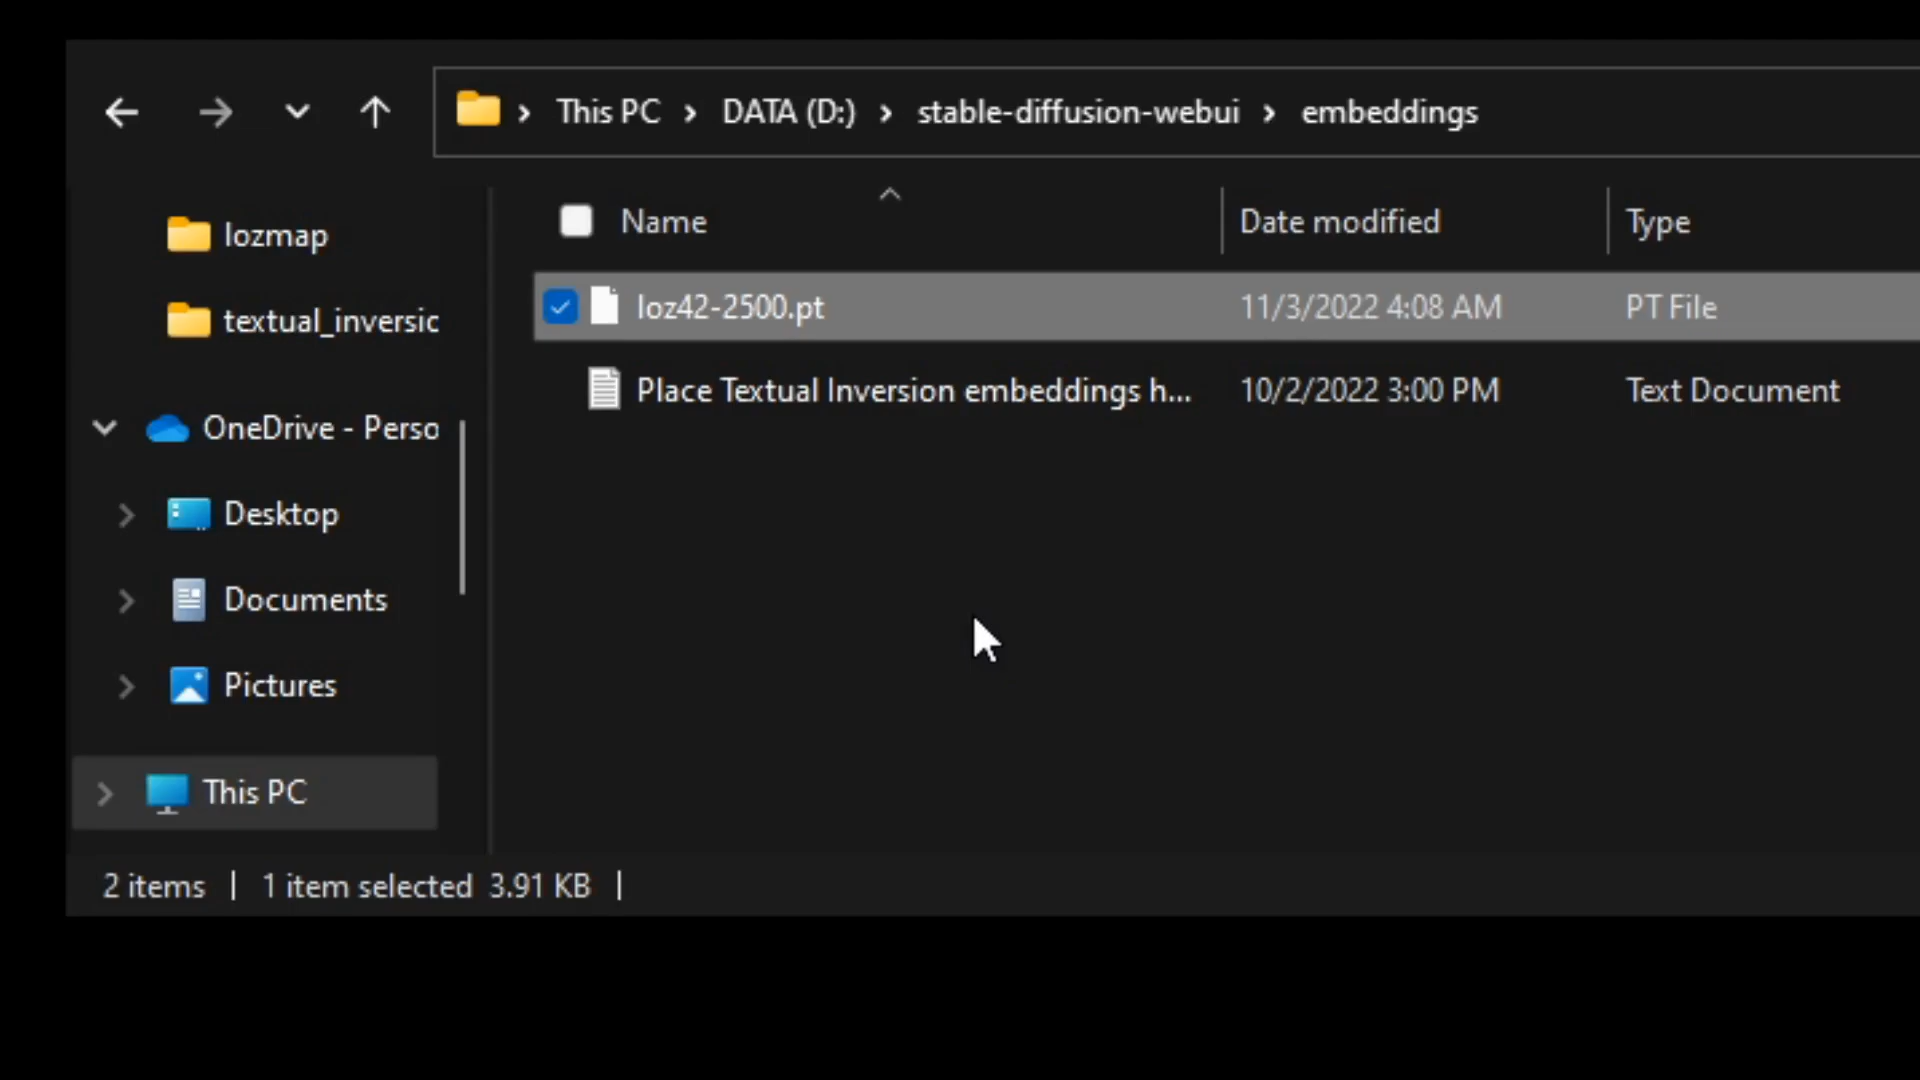 This PC > DATA (D:) > stable-diffusion-webui > embeddings
lozmap
textual_inversic
OneDrive - Perso
Desktop
Documents
Pictures
This PC
Name Date modified Type
loz42-2500.pt 11/3/2022 4:08 AM PT File
Place Textual Inversion embeddings h... 10/2/2022 3:00 PM Text Document
2 items | 1 item selected 3.91 KB |